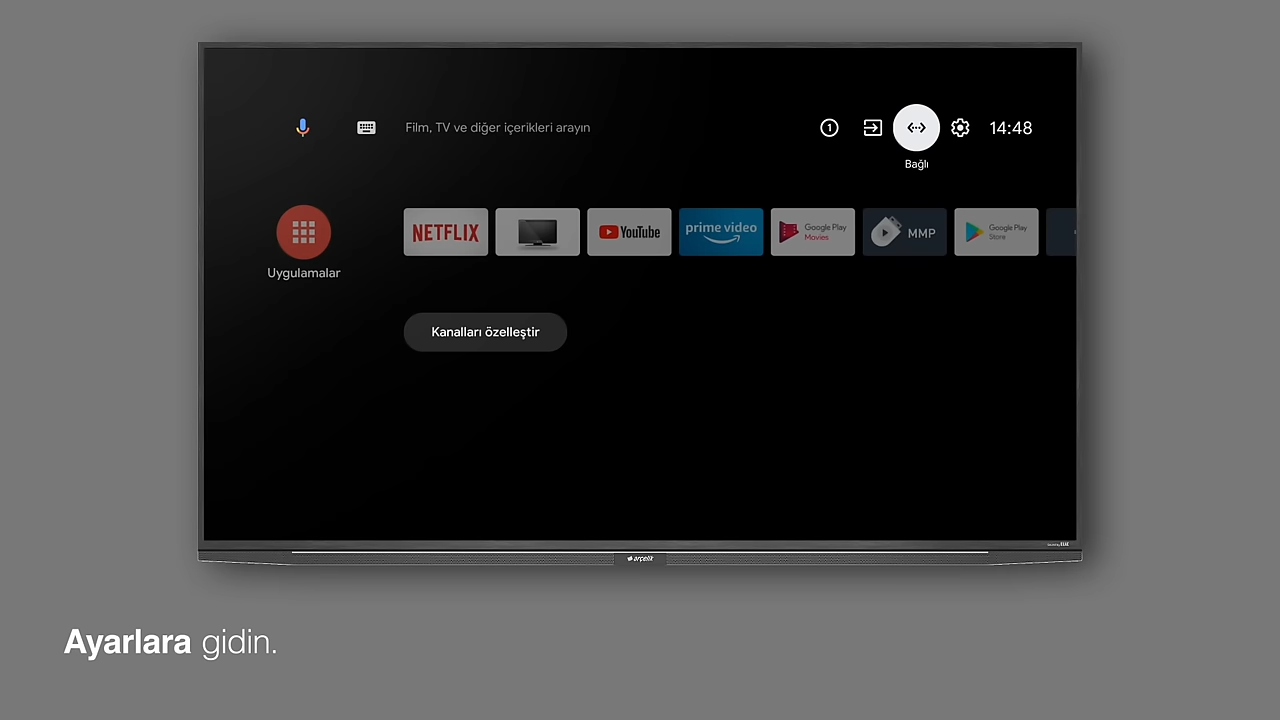 Film, TV ve diğer içerikleri arayın
1
14:48
Bağlı
NETFLIX
YouTube
prime video
Google Play
Movies
MMP
Google Play
Store
Uygulamalar
Kanalları özelleştir
arçelik
Ayarlara gidin.